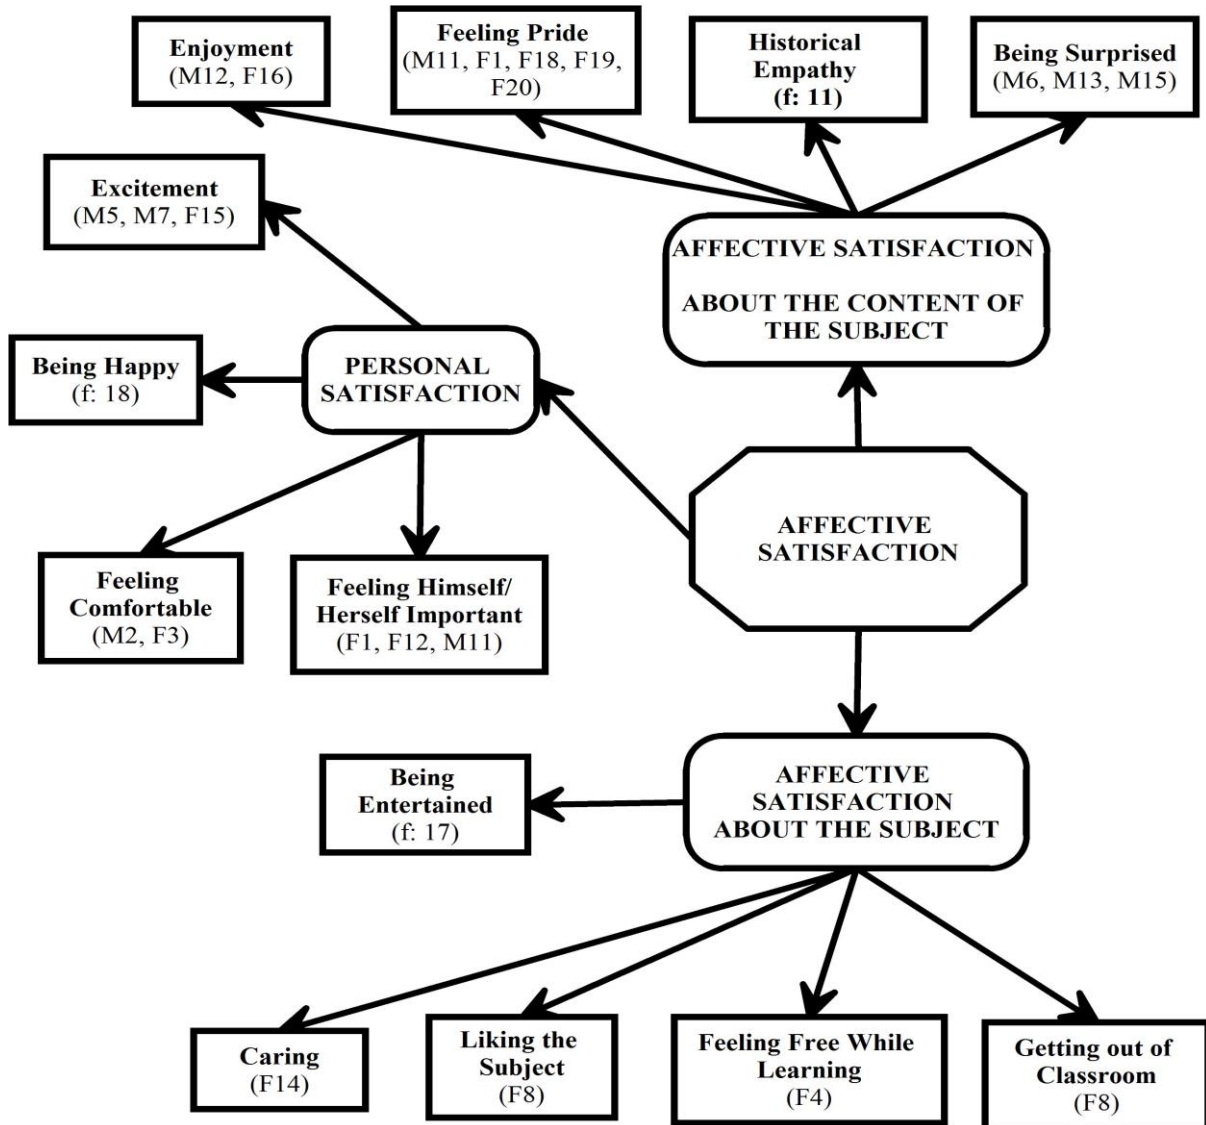 Enjoyment
(M12, F16)
Feeling Pride
(M11, F1, F18, F19,
F20)
Historical
Empathy
(f: 11)
Being Surprised
(M6, M13, M15)
Excitement
(M5, M7, F15)
AFFECTIVE SATISFACTION
ABOUT THE CONTENT OF
THE SUBJECT
Being Happy
(f: 18)
PERSONAL
SATISFACTION
AFFECTIVE
SATISFACTION
Feeling
Comfortable
(M2, F3)
Feeling Himself/
Herself Important
(F1, F12, M11)
Being
Entertained
(f: 17)
AFFECTIVE
SATISFACTION
ABOUT THE SUBJECT
Caring
(F14)
Liking the
Subject
(F8)
Feeling Free While
Learning
(F4)
Getting out of
Classroom
(F8)